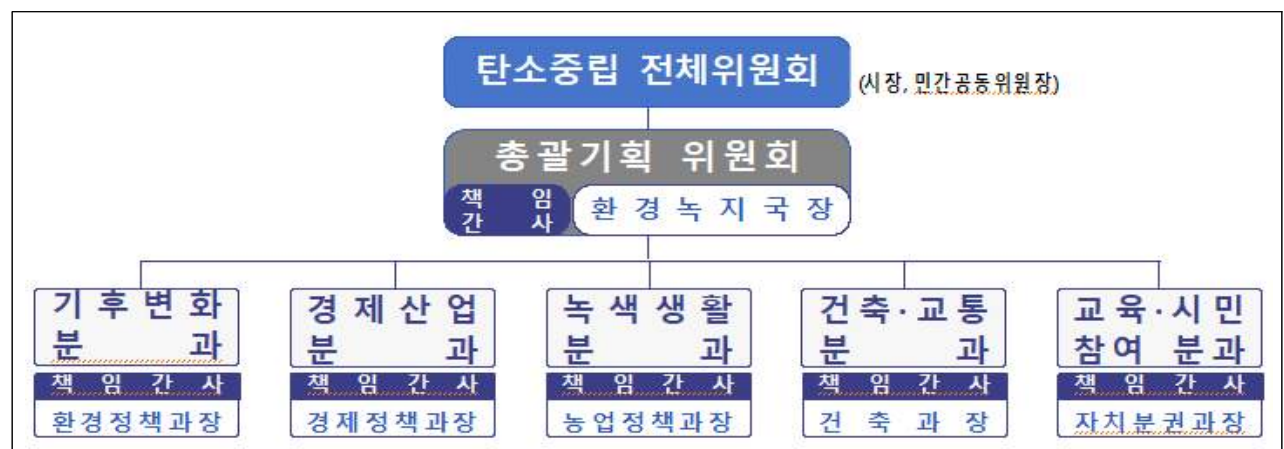 탄소중립 전체위원회
(시장, 민간공동위원장)
총괄기획 위원회
책 임
간 사
환경녹지국장
기후변화
분 과
책임간사
환경정책과장
경제산업
분 과
책임간사
경제정책과장
녹색생활
분 과
책임간사
농업정책과장
건축·교통
분 과
책임간사
건축과장
교육·시민
참여 분과
책임간사
자치분권과장